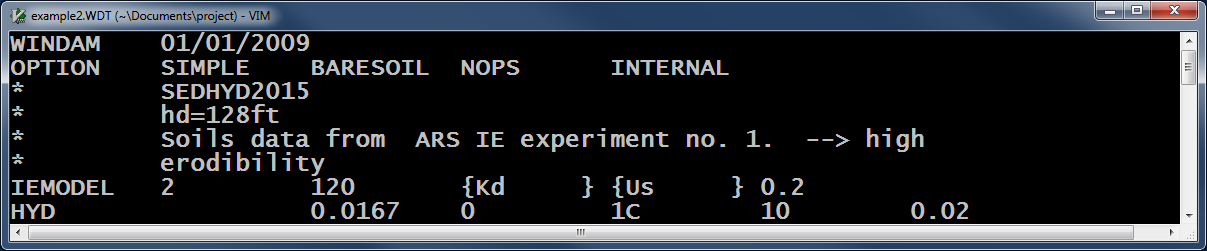 example2.WDT (~\Documents\project) - VIM
WINDAM 01/01/2009
OPTION SIMPLE BARESOIL NOPS INTERNAL
* SEDHYD2015
* hd=128ft
* Soils data from ARS IE experiment no. 1. --> high
* erodibility
IEMODEL 2 120 {Kd } {Us } 0.2
HYD 0.0167 0 1C 10 0.02